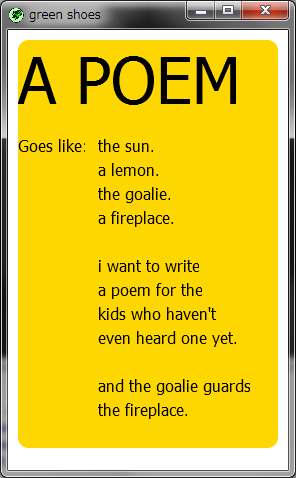 green shoes
A POEM
Goes like: the sun.
a lemon.
the goalie.
a fireplace.
i want to write
a poem for the
kids who haven't
even heard one yet.
and the goalie guards
the fireplace.